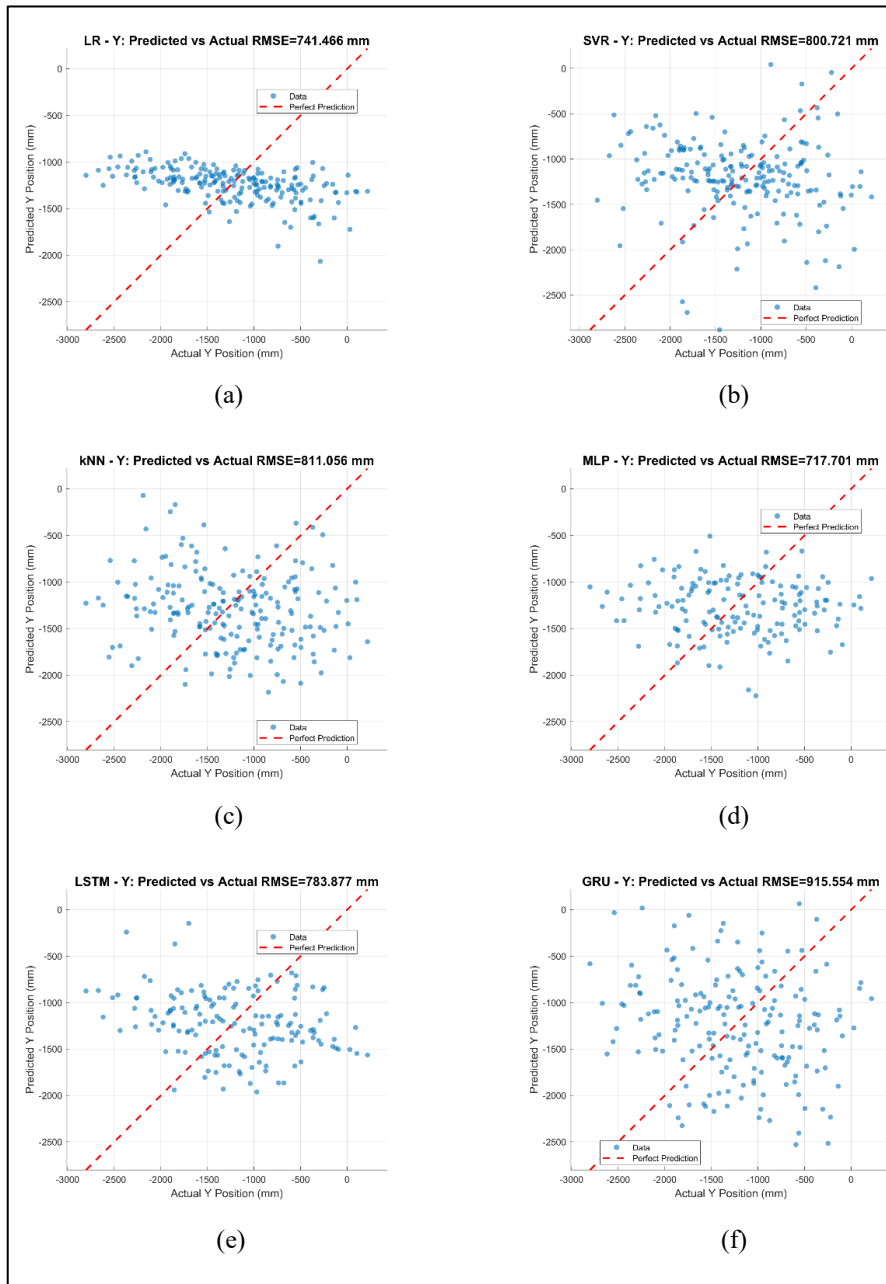 LR - Y: Predicted vs Actual RMSE=741.466 mm
0
-500
-1000
-1500
-2000
-2500
Predicted Y Position (mm)
Data
Perfect Prediction
-3000 -2500 -2000 -1500 -1000 -500 0
Actual Y Position (mm)
(a)
SVR - Y: Predicted vs Actual RMSE=800.721 mm
0
-500
-1000
-1500
-2000
-2500
Predicted Y Position (mm)
Data
Perfect Prediction
-3000 -2500 -2000 -1500 -1000 -500 0
Actual Y Position (mm)
(b)
kNN - Y: Predicted vs Actual RMSE=811.056 mm
0
-500
-1000
-1500
-2000
-2500
Predicted Y Position (mm)
Data
Perfect Prediction
-3000 -2500 -2000 -1500 -1000 -500 0
Actual Y Position (mm)
(c)
MLP - Y: Predicted vs Actual RMSE=717.701 mm
0
-500
-1000
-1500
-2000
-2500
Predicted Y Position (mm)
Data
Perfect Prediction
-3000 -2500 -2000 -1500 -1000 -500 0
Actual Y Position (mm)
(d)
LSTM - Y: Predicted vs Actual RMSE=783.877 mm
0
-500
-1000
-1500
-2000
-2500
Predicted Y Position (mm)
Data
Perfect Prediction
-3000 -2500 -2000 -1500 -1000 -500 0
Actual Y Position (mm)
(e)
GRU - Y: Predicted vs Actual RMSE=915.554 mm
0
-500
-1000
-1500
-2000
-2500
Predicted Y Position (mm)
Data
Perfect Prediction
-3000 -2500 -2000 -1500 -1000 -500 0
Actual Y Position (mm)
(f)